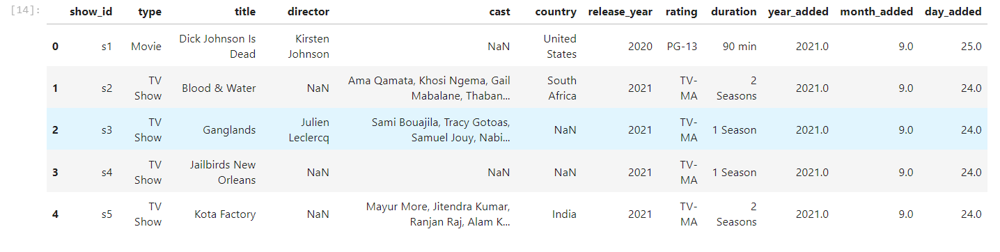 [14]:
show_id type title director cast country release_year rating duration year_added month_added day_added
0 s1 Movie Dick Johnson Is Dead Kirsten Johnson NaN United States 2020 PG-13 90 min 2021.0 9.0 25.0
1 s2 TV Show Blood & Water NaN Ama Qamata, Khosi Ngema, Gail Mabalane, Thaban... South Africa 2021 TV-MA 2 Seasons 2021.0 9.0 24.0
2 s3 TV Show Ganglands Julien Leclercq Sami Bouajila, Tracy Gotoas, Samuel Jouy, Nabi... NaN 2021 TV-MA 1 Season 2021.0 9.0 24.0
3 s4 TV Show Jailbirds New Orleans NaN NaN NaN 2021 TV-MA 1 Season 2021.0 9.0 24.0
4 s5 TV Show Kota Factory NaN Mayur More, Jitendra Kumar, Ranjan Raj, Alam K... India 2021 TV-MA 2 Seasons 2021.0 9.0 24.0